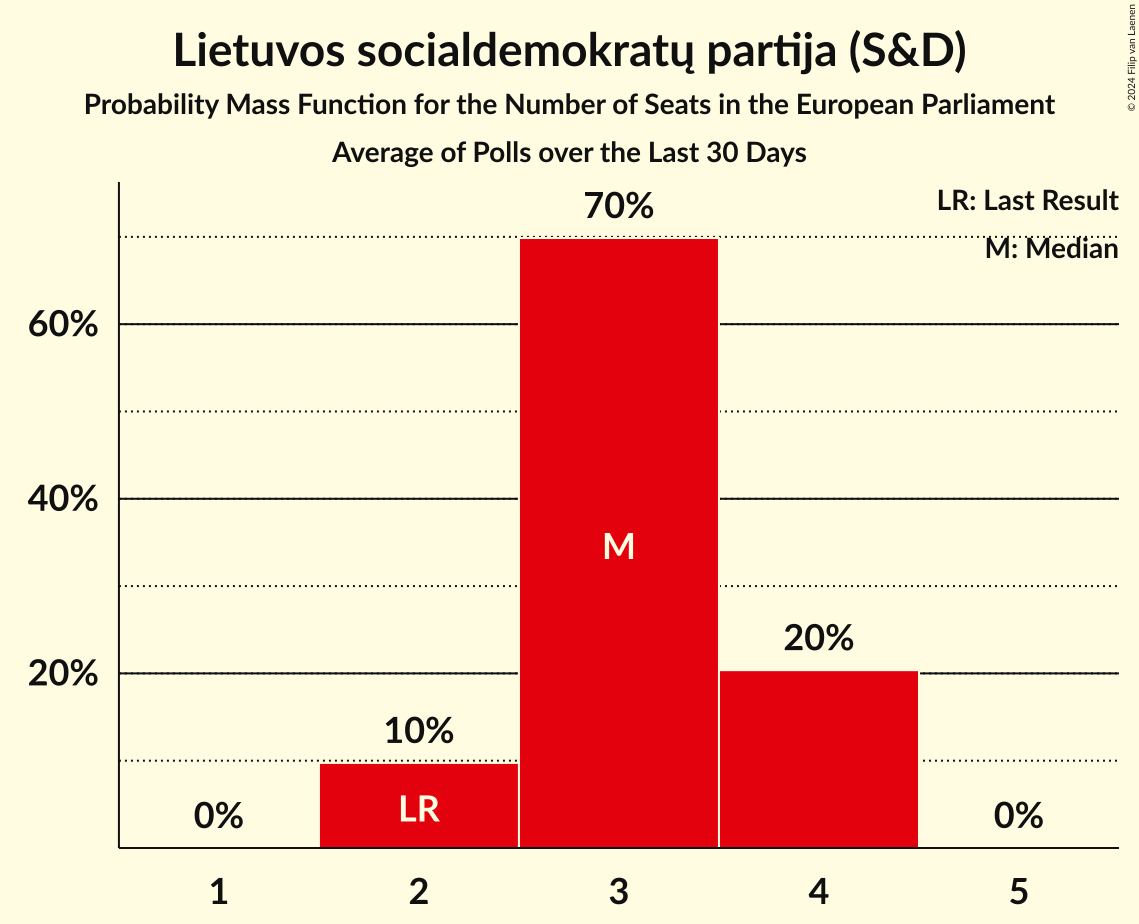 Lietuvos socialdemokratų partija (S&D)
Probability Mass Function for the Number of Seats in the European Parliament
Average of Polls over the Last 30 Days
© 2024 Filip van Laenen
LR: Last Result
M: Median
70%
60%
40%
M
20%
20%
10%
LR
0%
0%
1 2 3 4 5